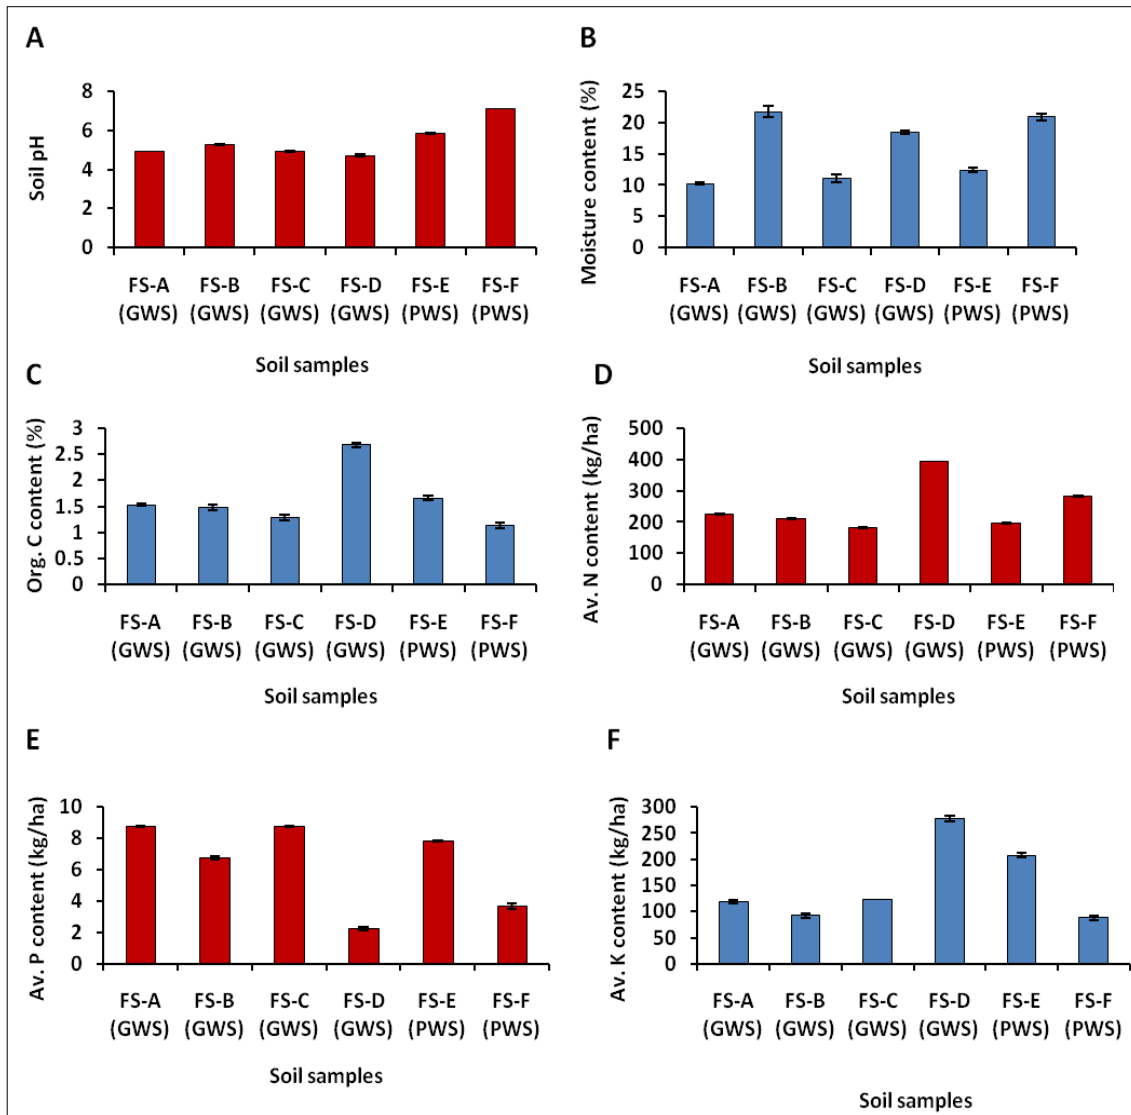 A
Soil pH
8
6
4
2
0
FS-A FS-B FS-C FS-D FS-E FS-F
(GWS) (GWS) (GWS) (GWS) (PWS) (PWS)
Soil samples
B
Moisture content (%)
25
20
15
10
5
0
FS-A FS-B FS-C FS-D FS-E FS-F
(GWS) (GWS) (GWS) (GWS) (PWS) (PWS)
Soil samples
C
Org. C content (%)
3
2.5
2
1.5
1
0.5
0
FS-A FS-B FS-C FS-D FS-E FS-F
(GWS) (GWS) (GWS) (GWS) (PWS) (PWS)
Soil samples
D
Av. N content (kg/ha)
500
400
300
200
100
0
FS-A FS-B FS-C FS-D FS-E FS-F
(GWS) (GWS) (GWS) (GWS) (PWS) (PWS)
Soil samples
E
Av. P content (kg/ha)
10
8
6
4
2
0
FS-A FS-B FS-C FS-D FS-E FS-F
(GWS) (GWS) (GWS) (GWS) (PWS) (PWS)
Soil samples
F
Av. K content (kg/ha)
300
250
200
150
100
50
0
FS-A FS-B FS-C FS-D FS-E FS-F
(GWS) (GWS) (GWS) (GWS) (PWS) (PWS)
Soil samples